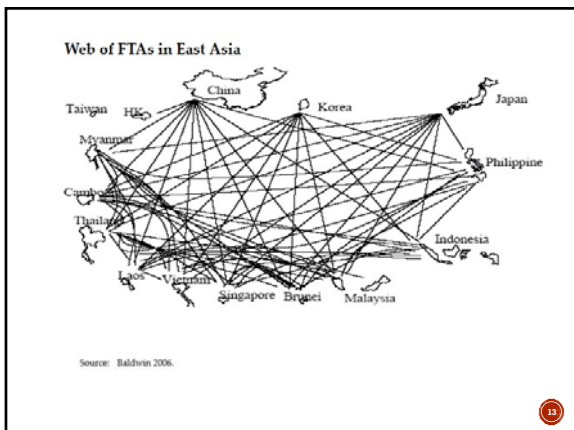 Web of FTAs in East Asia
China
Taiwan HK
Korea
Japan
Myanmar
Philippine
Cambod
Thailand
Indonesia
Laos
Vietnam
Singapore
Brunei
Malaysia
Source: Baldwin 2006.
13